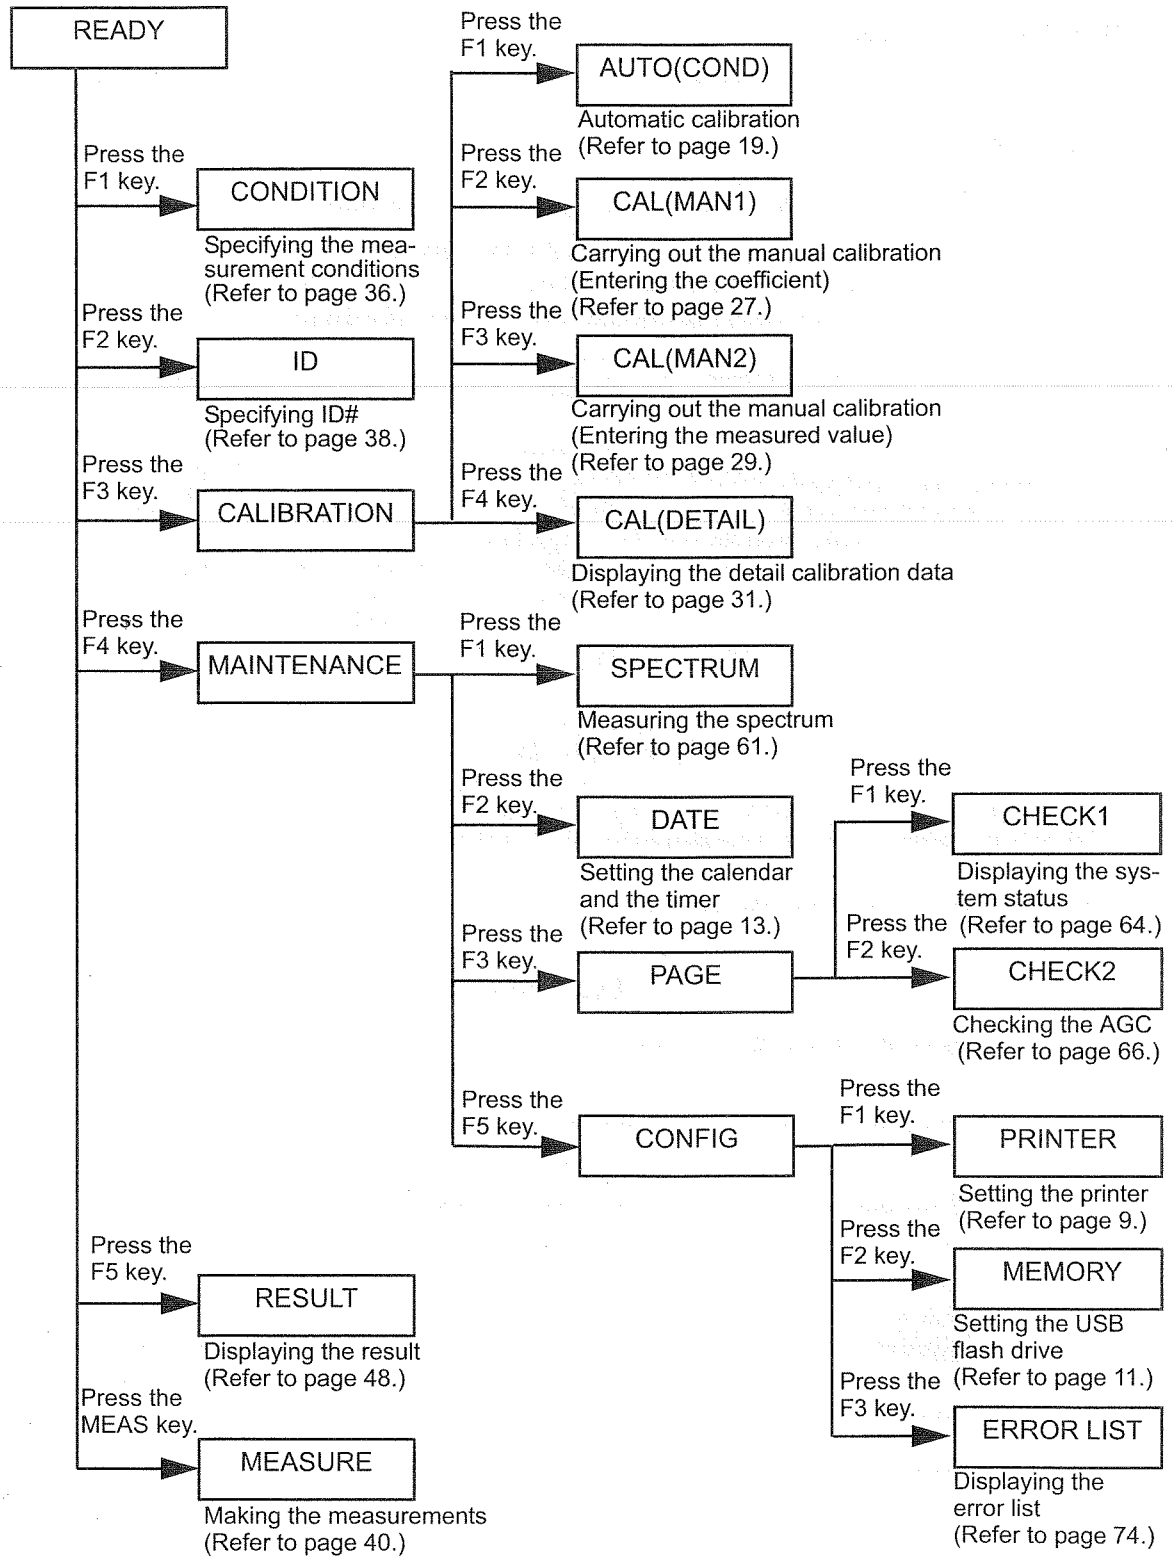 READY
Press the
F1 key.
CONDITION
Specifying the mea-
surement conditions
(Refer to page 36.)
Press the
F2 key.
ID
Specifying ID#
(Refer to page 38.)
Press the
F3 key.
CALIBRATION
Press the
F1 key.
AUTO(COND)
Automatic calibration
(Refer to page 19.)
Press the
F2 key.
CAL(MAN1)
Carrying out the manual calibration
(Entering the coefficient)
(Refer to page 27.)
Press the
F3 key.
CAL(MAN2)
Carrying out the manual calibration
(Entering the measured value)
(Refer to page 29.)
Press the
F4 key.
CAL(DETAIL)
Displaying the detail calibration data
(Refer to page 31.)
Press the
F4 key.
MAINTENANCE
Press the
F1 key.
SPECTRUM
Measuring the spectrum
(Refer to page 61.)
Press the
F2 key.
DATE
Setting the calendar
and the timer
(Refer to page 13.)
Press the
F3 key.
PAGE
Press the
F1 key.
CHECK1
Displaying the sys-
tem status
(Refer to page 64.)
Press the
F2 key.
CHECK2
Checking the AGC
(Refer to page 66.)
Press the
F5 key.
CONFIG
Press the
F1 key.
PRINTER
Setting the printer
(Refer to page 9.)
Press the
F2 key.
MEMORY
Setting the USB
flash drive
(Refer to page 11.)
Press the
F3 key.
ERROR LIST
Displaying the
error list
(Refer to page 74.)
Press the
F5 key.
RESULT
Displaying the result
(Refer to page 48.)
Press the
MEAS key.
MEASURE
Making the measurements
(Refer to page 40.)